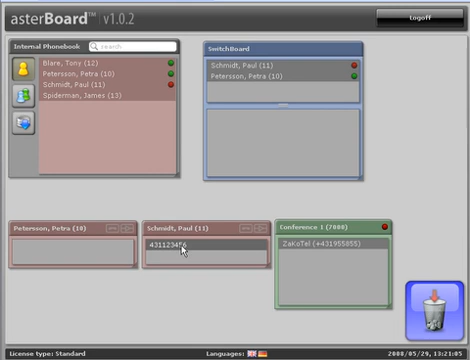 asterBoard™ | v1.0.2
Logoff
Internal Phonebook
search
Blare, Tony (12)
Petersson, Petra (10)
Schmidt, Paul (11)
Spiderman, James (13)
SwitchBoard
Schmidt, Paul (11)
Petersson, Petra (10)
Petersson, Petra (10)
Schmidt, Paul (11)
431123456
Conference 1 (7000)
ZaKoTel (+431955855)
License type: Standard
Languages:
2008/05/29, 13:21:05